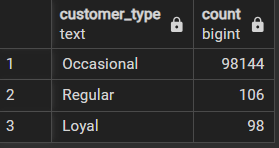 customer_type count
text bigint
1 Occasional 98144
2 Regular 106
3 Loyal 98